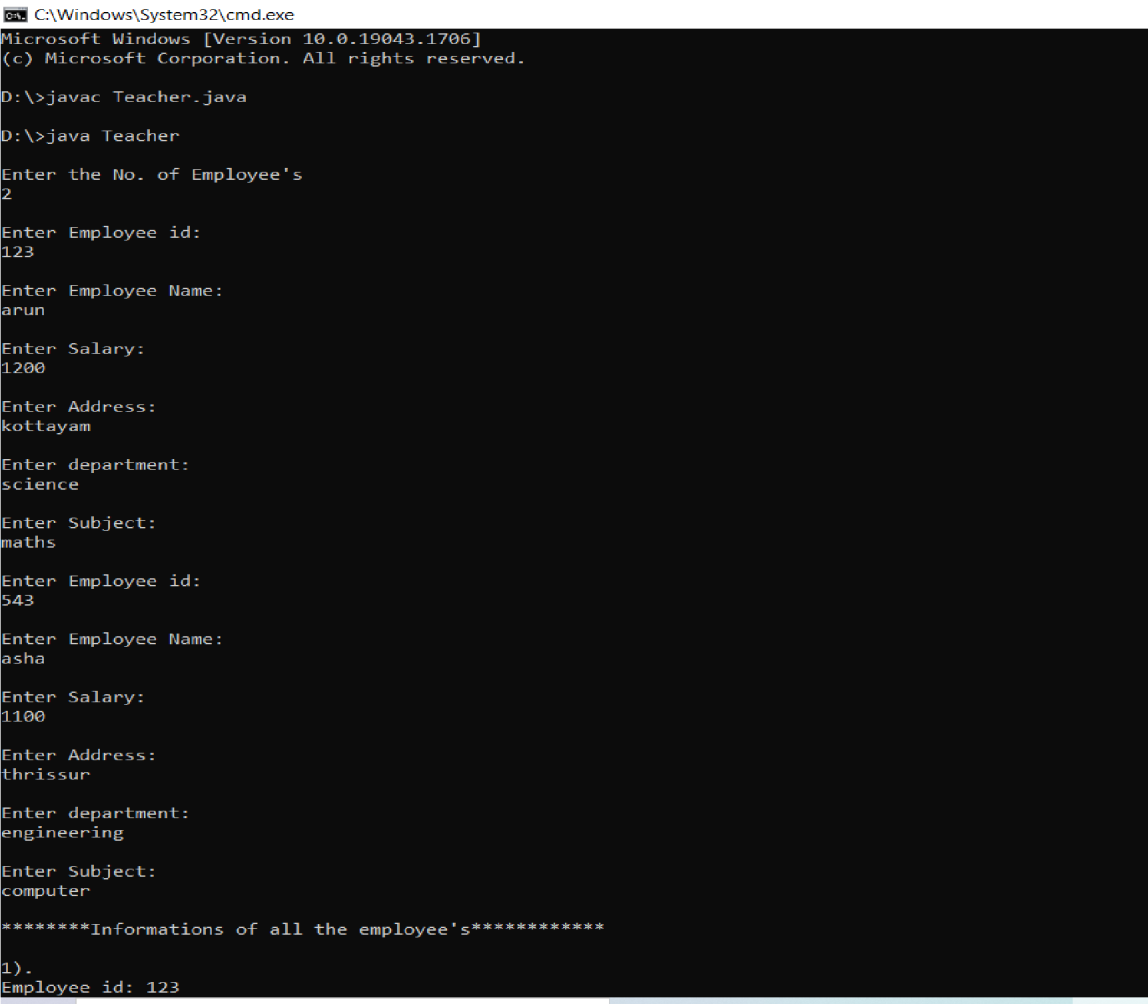 C:\Windows\System32\cmd.exe
Microsoft Windows [Version 10.0.19043.1706]
(c) Microsoft Corporation. All rights reserved.
D:\>javac Teacher.java
D:\>java Teacher
Enter the No. of Employee's
2
Enter Employee id:
123
Enter Employee Name:
arun
Enter Salary:
1200
Enter Address:
kottayam
Enter department:
science
Enter Subject:
maths
Enter Employee id:
543
Enter Employee Name:
asha
Enter Salary:
1100
Enter Address:
thrissur
Enter department:
engineering
Enter Subject:
computer
********Informations of all the employee's************
1).
Employee id: 123